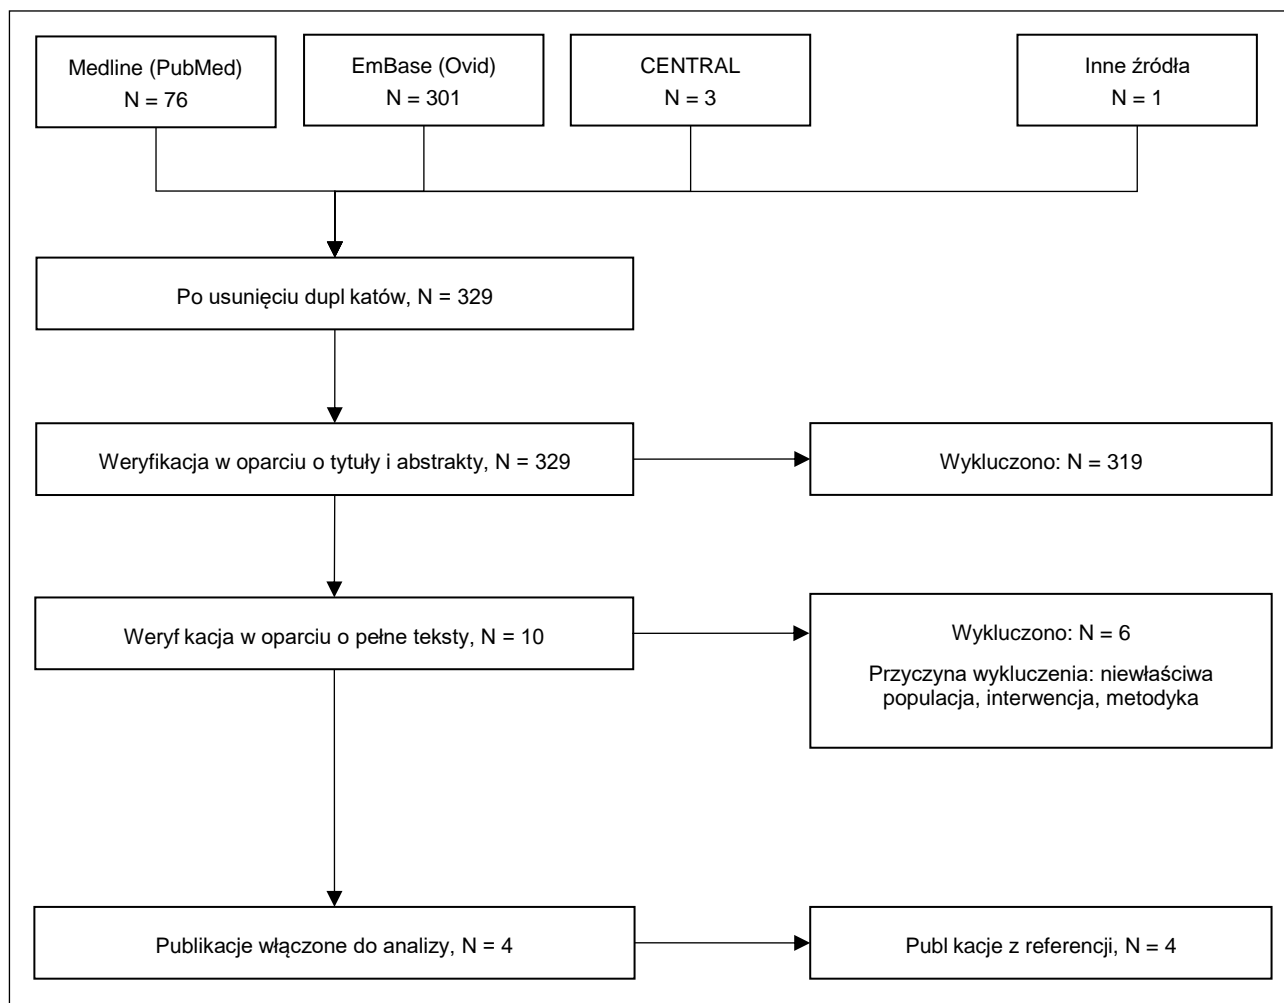 Medline (PubMed)
N = 76
EmBase (Ovid)
N = 301
CENTRAL
N = 3
Inne źródła
N = 1
Po usunięciu dupl katów, N = 329
Weryfikacja w oparciu o tytuły i abstrakty, N = 329
Wykluczono: N = 319
Weryf kacja w oparciu o pełne teksty, N = 10
Wykluczono: N = 6
Przyczyna wykluczenia: niewłaściwa
populacja, interwencja, metodyka
Publikacje włączone do analizy, N = 4
Publ kacje z referencji, N = 4